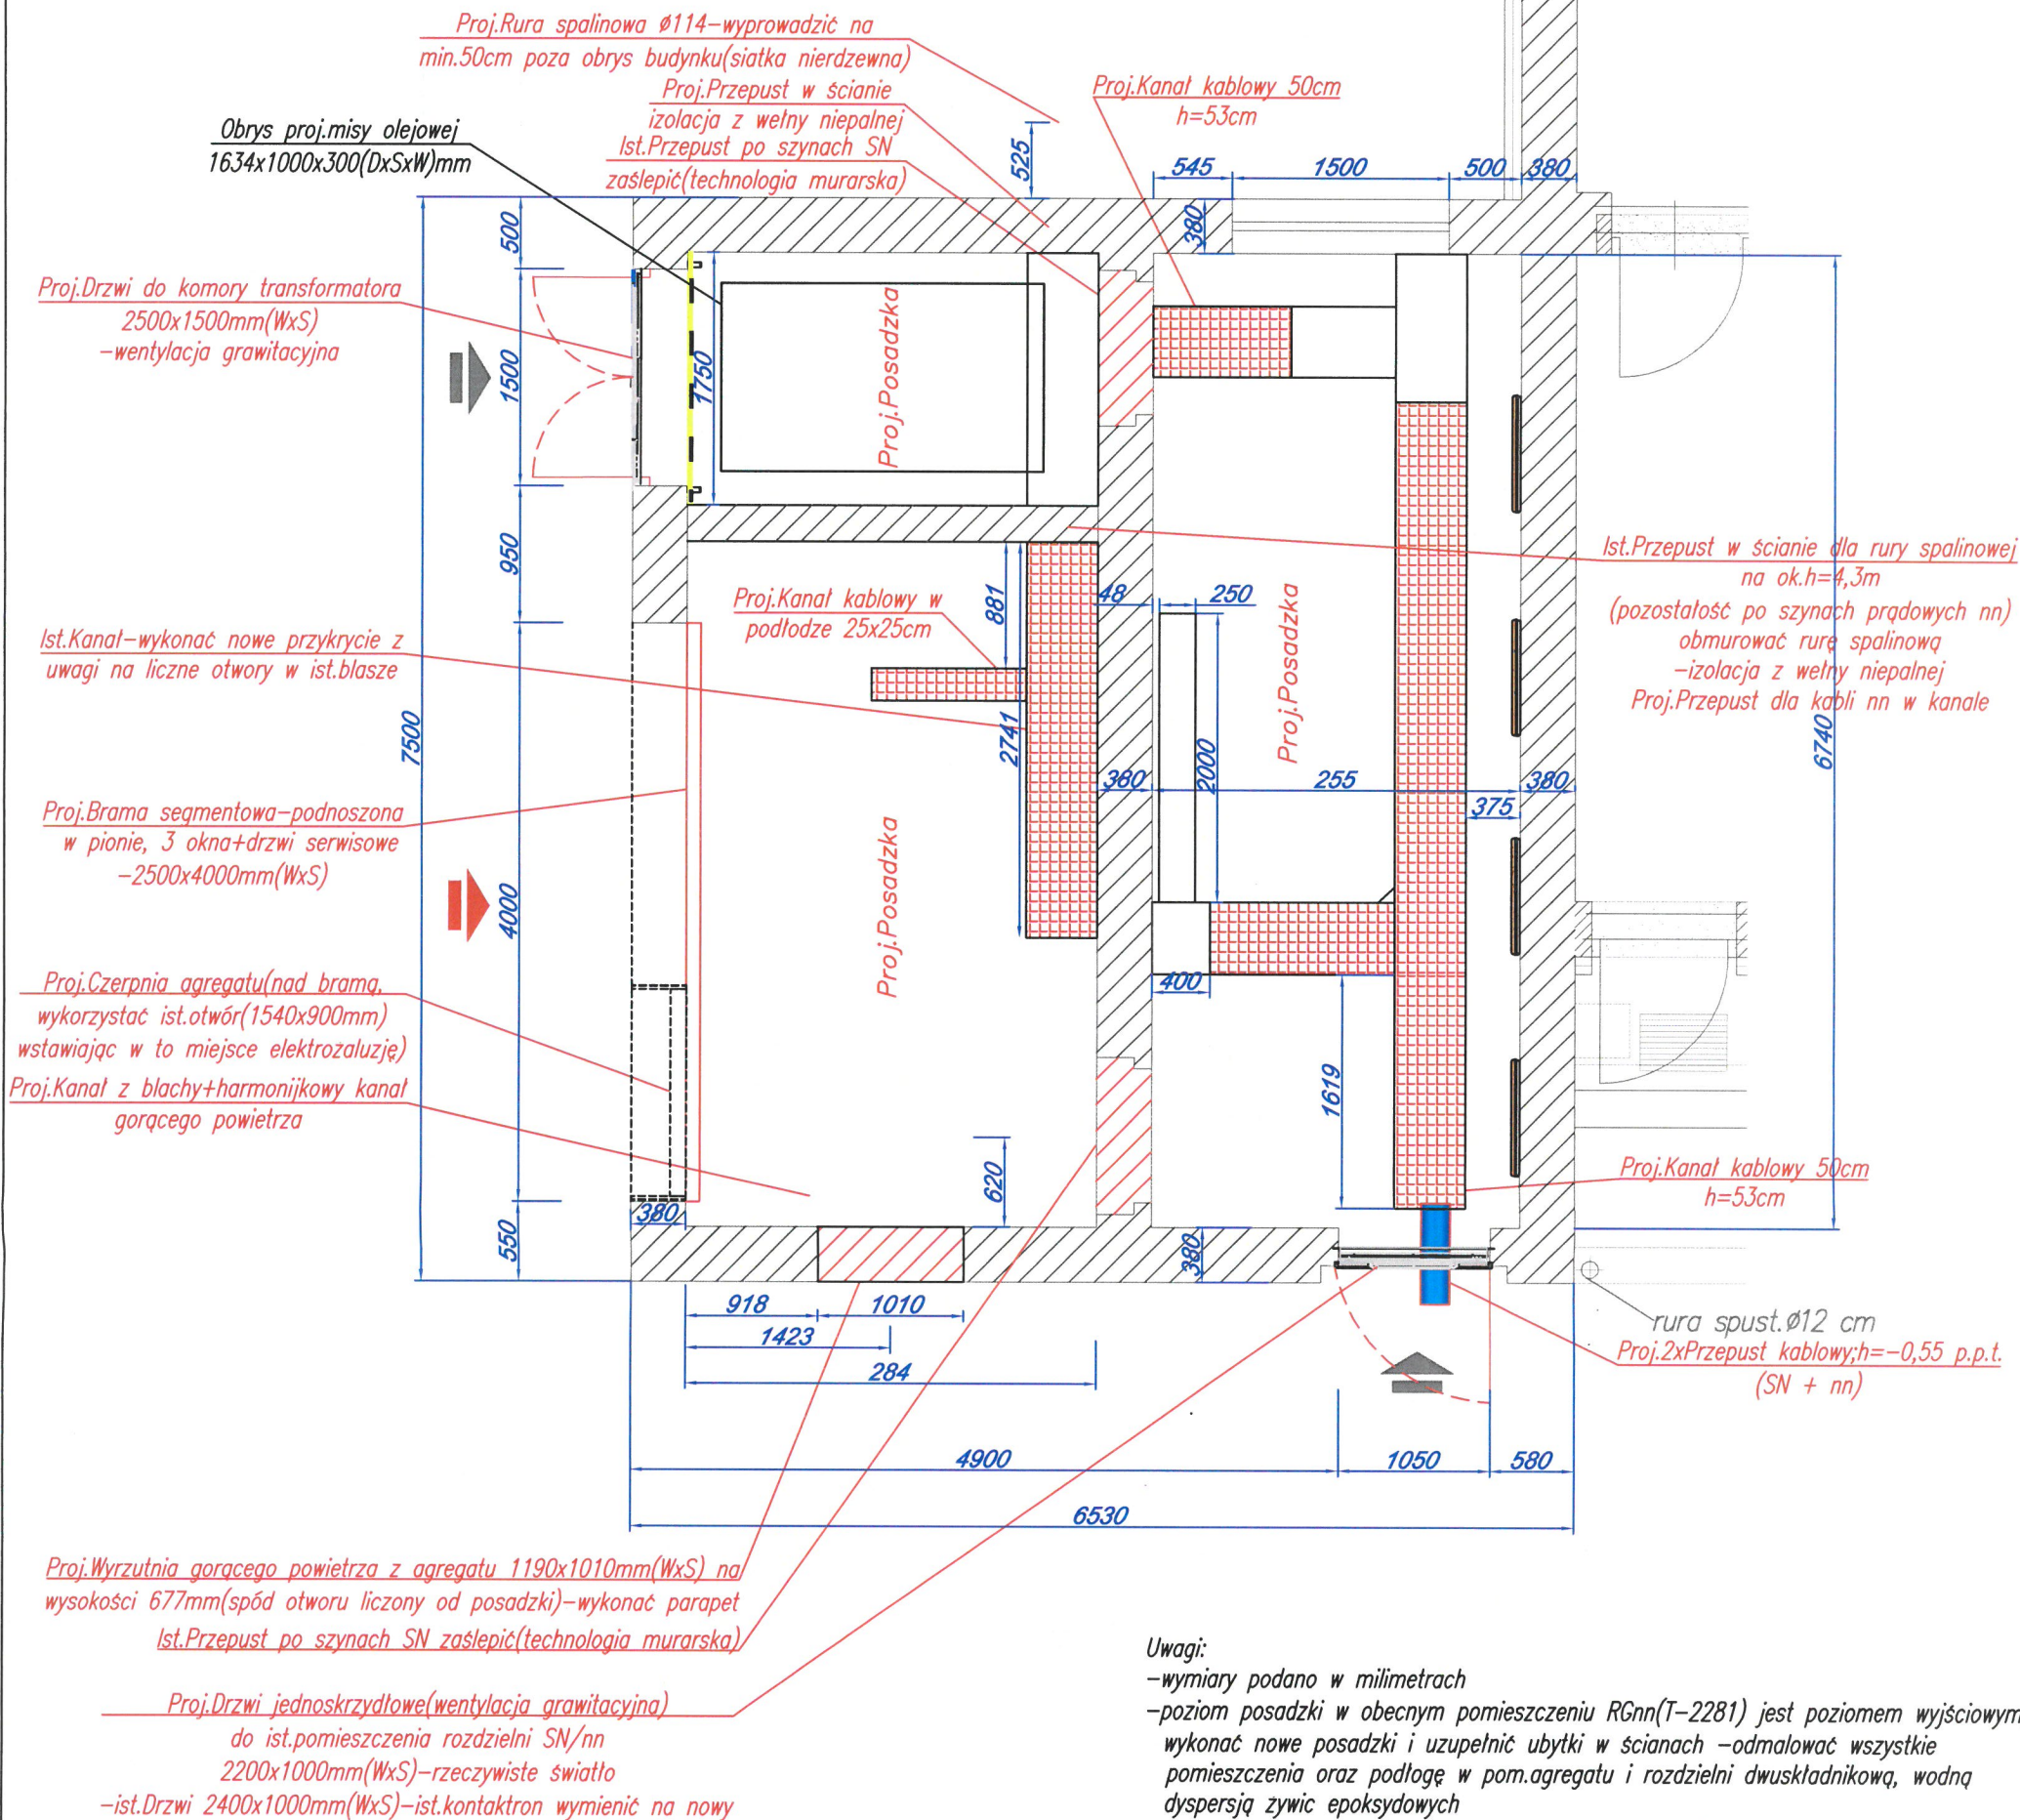 Proj.Rura spalinowa ø114-wyprowadzić na
min.50cm poza obrys budynku(siatka nierdzewna)
Proj.Przepust w ścianie
izolacja z wełny niepalnej
Ist.Przepust po szynach SN
zaślepić(technologia murarska)
Proj.Kanał kablowy 50cm
h=53cm
Obrys proj.misy olejowej
1634x1000x300(DxSxW)mm
525
545
1500
500
380
500
380
Proj.Drzwi do komory transformatora
2500x1500mm(WxS)
-wentylacja grawitacyjna
1500
1750
Proj.Posadzka
950
Ist.Przepust w ścianie dla rury spalinowej
na ok.h=4,3m
(pozostałość po szynach prądowych nn)
obmurować rurę spalinową
-izolacja z wełny niepalnej
Proj.Przepust dla kabli nn w kanale
Proj.Kanał kablowy w
podłodze 25x25cm
881
48
250
Proj.Posadzka
Ist.Kanał-wykonać nowe przykrycie z
uwagi na liczne otwory w ist.blasze
7500
2741
2000
6740
380
255
380
375
Proj.Brama segmentowa-podnoszona
w pionie, 3 okna+drzwi serwisowe
-2500x4000mm(WxS)
4000
Proj.Posadzka
Proj.Czerpnia agregatu(nad bramą,
wykorzystać ist.otwór(1540x900mm)
wstawiając w to miejsce elektrozaluzję)
400
Proj.Kanał z blachy+harmonijkowy kanał
gorącego powietrza
1619
620
Proj.Kanał kablowy 50cm
h=53cm
380
550
380
918
1010
1423
284
rura spust.ø12 cm
Proj.2xPrzepust kablowy;h=-0,55 p.p.t.
(SN + nn)
4900
1050
580
6530
Proj.Wyrzutnia gorącego powietrza z agregatu 1190x1010mm(WxS) na
wysokości 677mm(spód otworu liczony od posadzki)-wykonać parapet
Ist.Przepust po szynach SN zaślepić(technologia murarska)
Proj.Drzwi jednoskrzydłowe(wentylacja grawitacyjna)
do ist.pomieszczenia rozdzielni SN/nn
2200x1000mm(WxS)-rzeczywiste światło
-ist.Drzwi 2400x1000mm(WxS)-ist.kontaktron wymienić na nowy
Uwagi:
-wymiary podano w milimetrach
-poziom posadzki w obecnym pomieszczeniu RGnn(T-2281) jest poziomem wyjściowym
wykonać nowe posadzki i uzupełnić ubytki w ścianach -odmalować wszystkie
pomieszczenia oraz podłogę w pom.agregatu i rozdzielni dwuskładnikową, wodną
dyspersją zywic epoksydowych